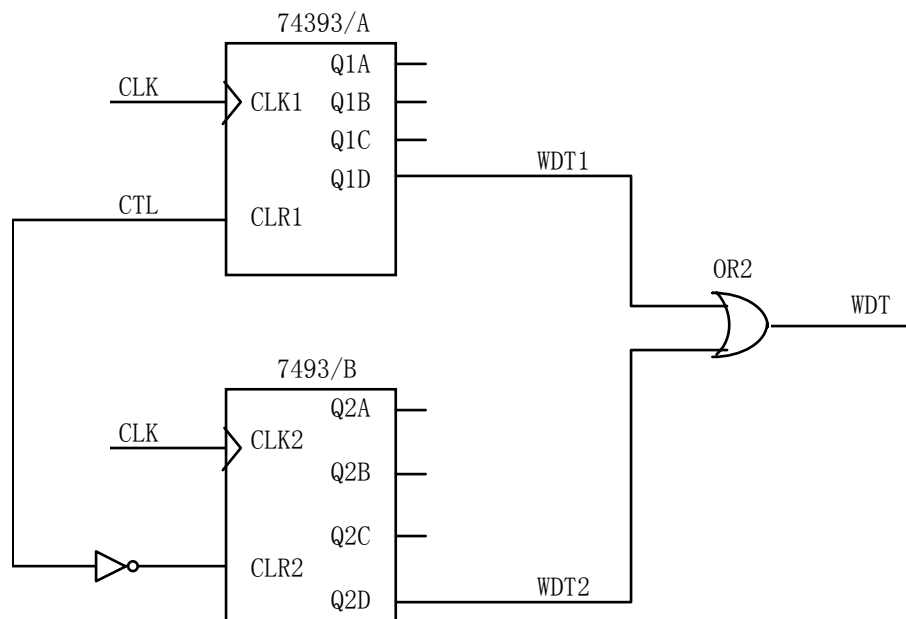 74393/A
CLK
CLK1
Q1A
Q1B
Q1C
Q1D
WDT1
CTL
CLR1
OR2
WDT
7493/B
CLK
CLK2
Q2A
Q2B
Q2C
CLR2
Q2D
WDT2